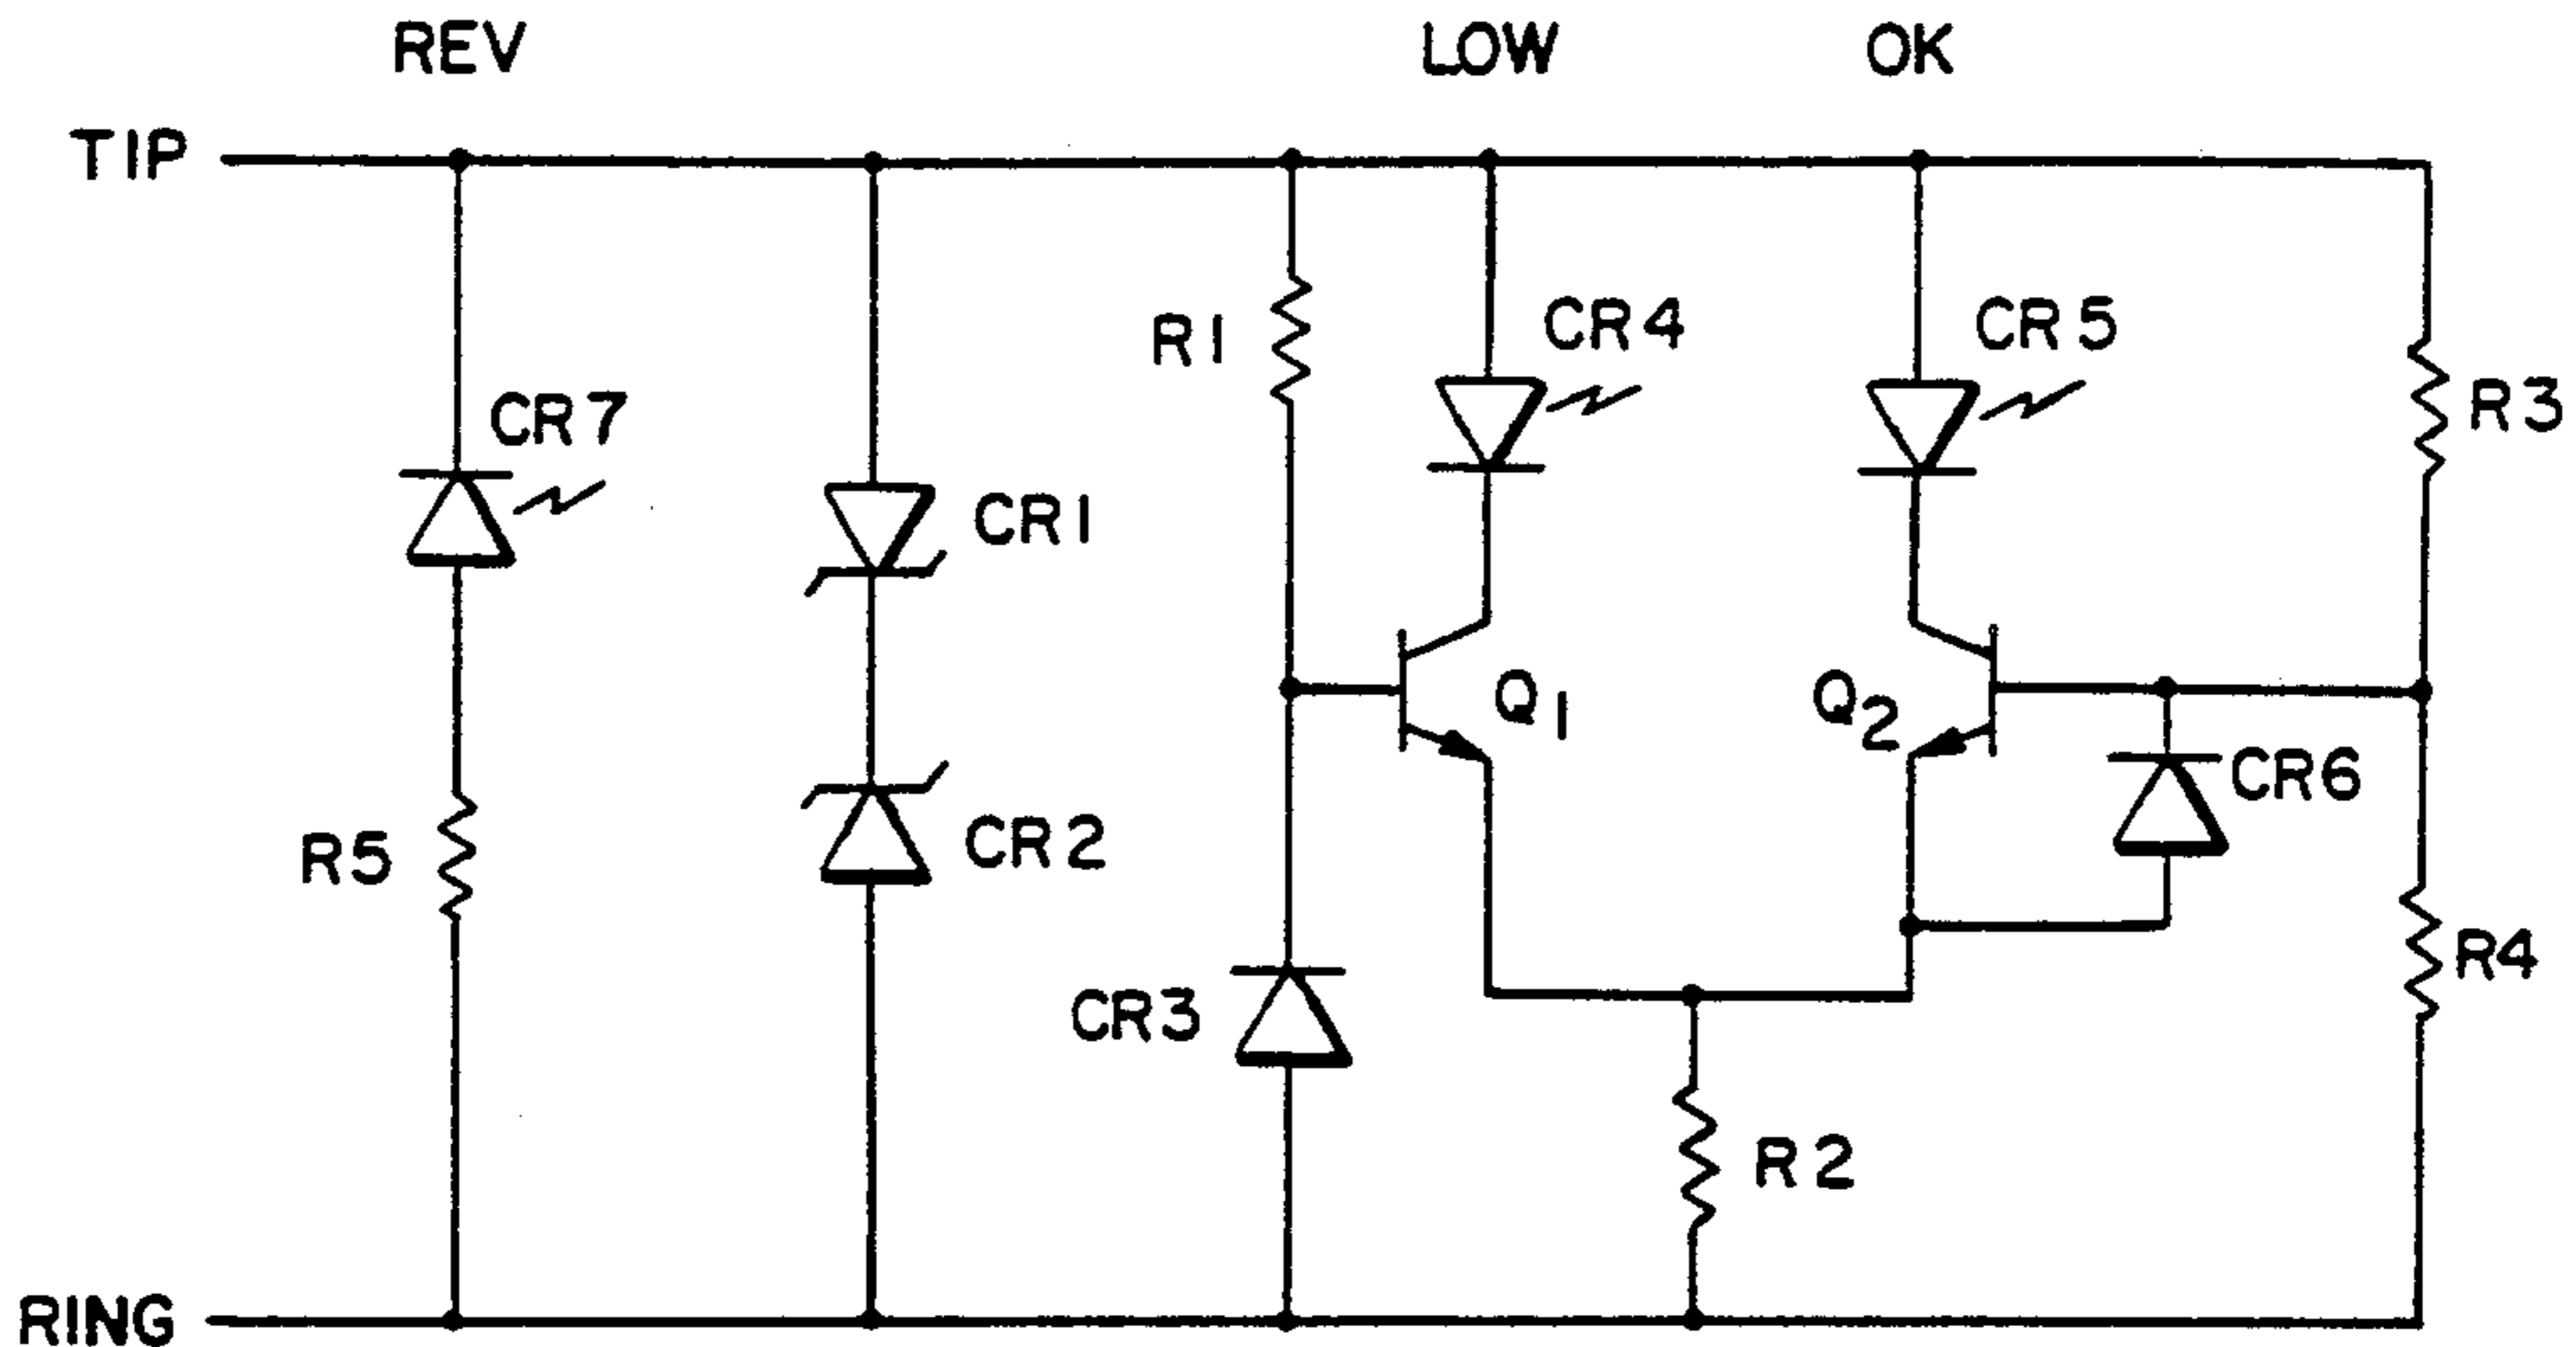 REV LOW OK
TIP
CR4 CR5
R1
R3
CR7
CR1
Q1 Q2
CR6
CR2
R5
R4
CR3
R2
RING